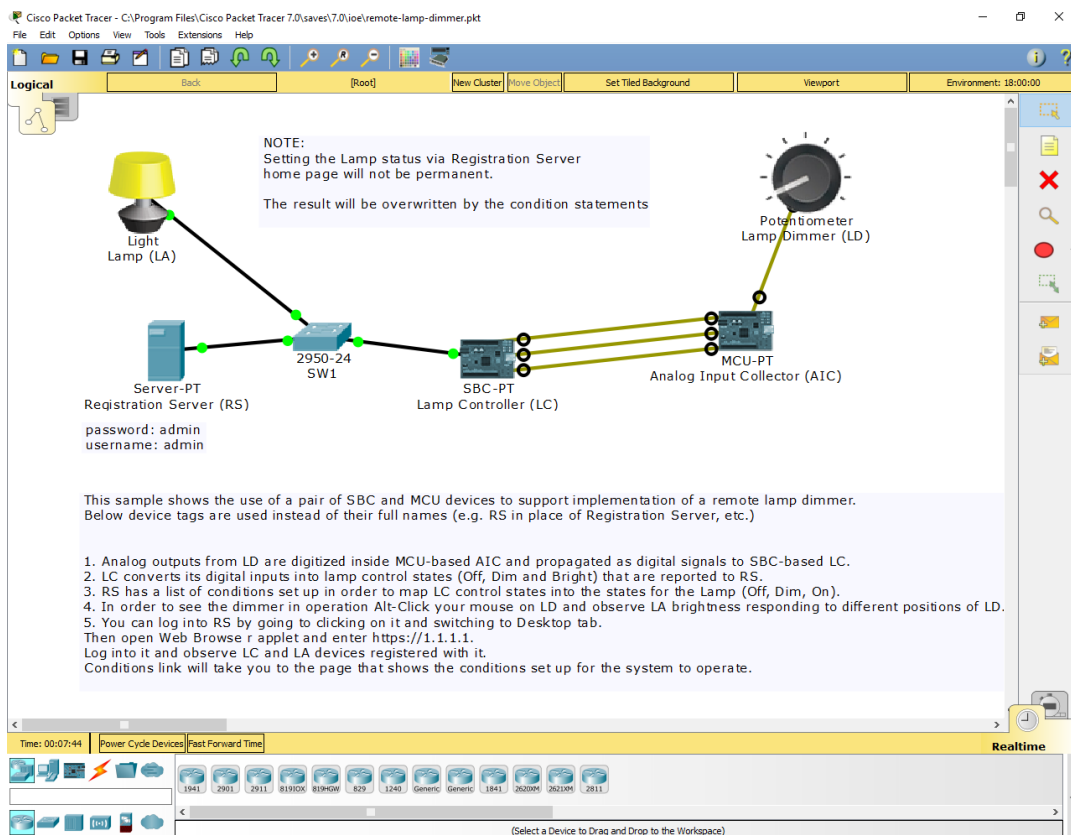 Cisco Packet Tracer - C:\Program Files\Cisco Packet Tracer 7.0\saves\7.0\ioe\remote-lamp-dimmer.pkt
File Edit Options View Tools Extensions Help
Logical Back [Root] New Cluster Move Object Set Tiled Background Viewport Environment: 18:00:00
NOTE:
Setting the Lamp status via Registration Server
home page will not be permanent.
The result will be overwritten by the condition statements
Light
Lamp (LA)
Potentiometer
Lamp Dimmer (LD)
2950-24
SW1
Server-PT
Registration Server (RS)
SBC-PT
Lamp Controller (LC)
MCU-PT
Analog Input Collector (AIC)
password: admin
username: admin
This sample shows the use of a pair of SBC and MCU devices to support implementation of a remote lamp dimmer.
Below device tags are used instead of their full names (e.g. RS in place of Registration Server, etc.)
1. Analog outputs from LD are digitized inside MCU-based AIC and propagated as digital signals to SBC-based LC.
2. LC converts its digital inputs into lamp control states (Off, Dim and Bright) that are reported to RS.
3. RS has a list of conditions set up in order to map LC control states into the states for the Lamp (Off, Dim, On).
4. In order to see the dimmer in operation Alt-Click your mouse on LD and observe LA brightness responding to different positions of LD.
5. You can log into RS by going to clicking on it and switching to Desktop tab.
Then open Web Browse r applet and enter https://1.1.1.1.
Log into it and observe LC and LA devices registered with it.
Conditions link will take you to the page that shows the conditions set up for the system to operate.
Time: 00:07:44 Power Cycle Devices Fast Forward Time Realtime
1941 2901 2911 819IOX 819HGW 829 1240 Generic Generic 1841 2620XM 2621XM 2811
(Select a Device to Drag and Drop to the Workspace)